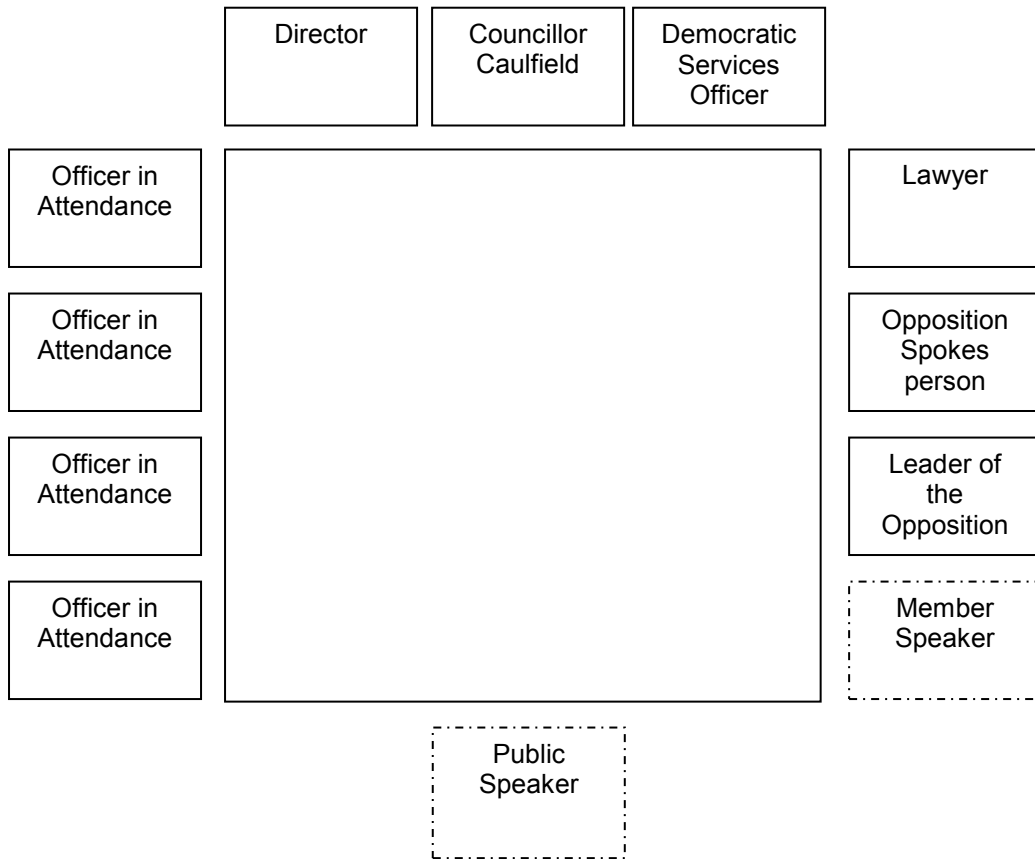 Director
Councillor
Caulfield
Democratic
Services
Officer
Officer in
Attendance
Lawyer
Officer in
Attendance
Opposition
Spokes
person
Officer in
Attendance
Leader of
the
Opposition
Officer in
Attendance
Member
Speaker
Public
Speaker